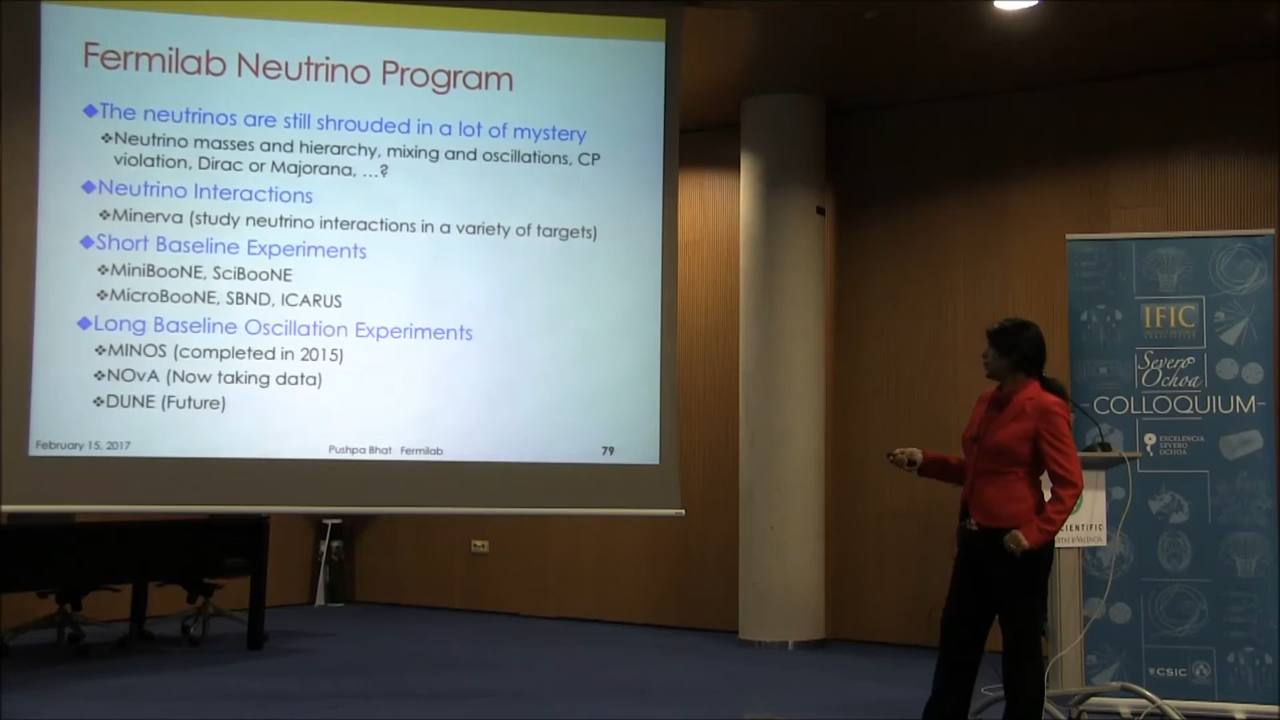 Fermilab Neutrino Program
◆The neutrinos are still shrouded in a lot of mystery
❖Neutrino masses and hierarchy, mixing and oscillations, CP
violation, Dirac or Majorana, …?
◆Neutrino Interactions
❖Minerva (study neutrino interactions in a variety of targets)
◆Short Baseline Experiments
❖MiniBooNE, SciBooNE
❖MicroBooNE, SBND, ICARUS
◆Long Baseline Oscillation Experiments
❖MINOS (completed in 2015)
❖NOvA (Now taking data)
❖DUNE (Future)
February 15, 2017
Pushpa Bhat Fermilab
79
IFIC
Severo
Ochoa
COLLOQUIUM
EXCELENCIA
SEVERO
OCHOA
CIENTIFIC
CSIC